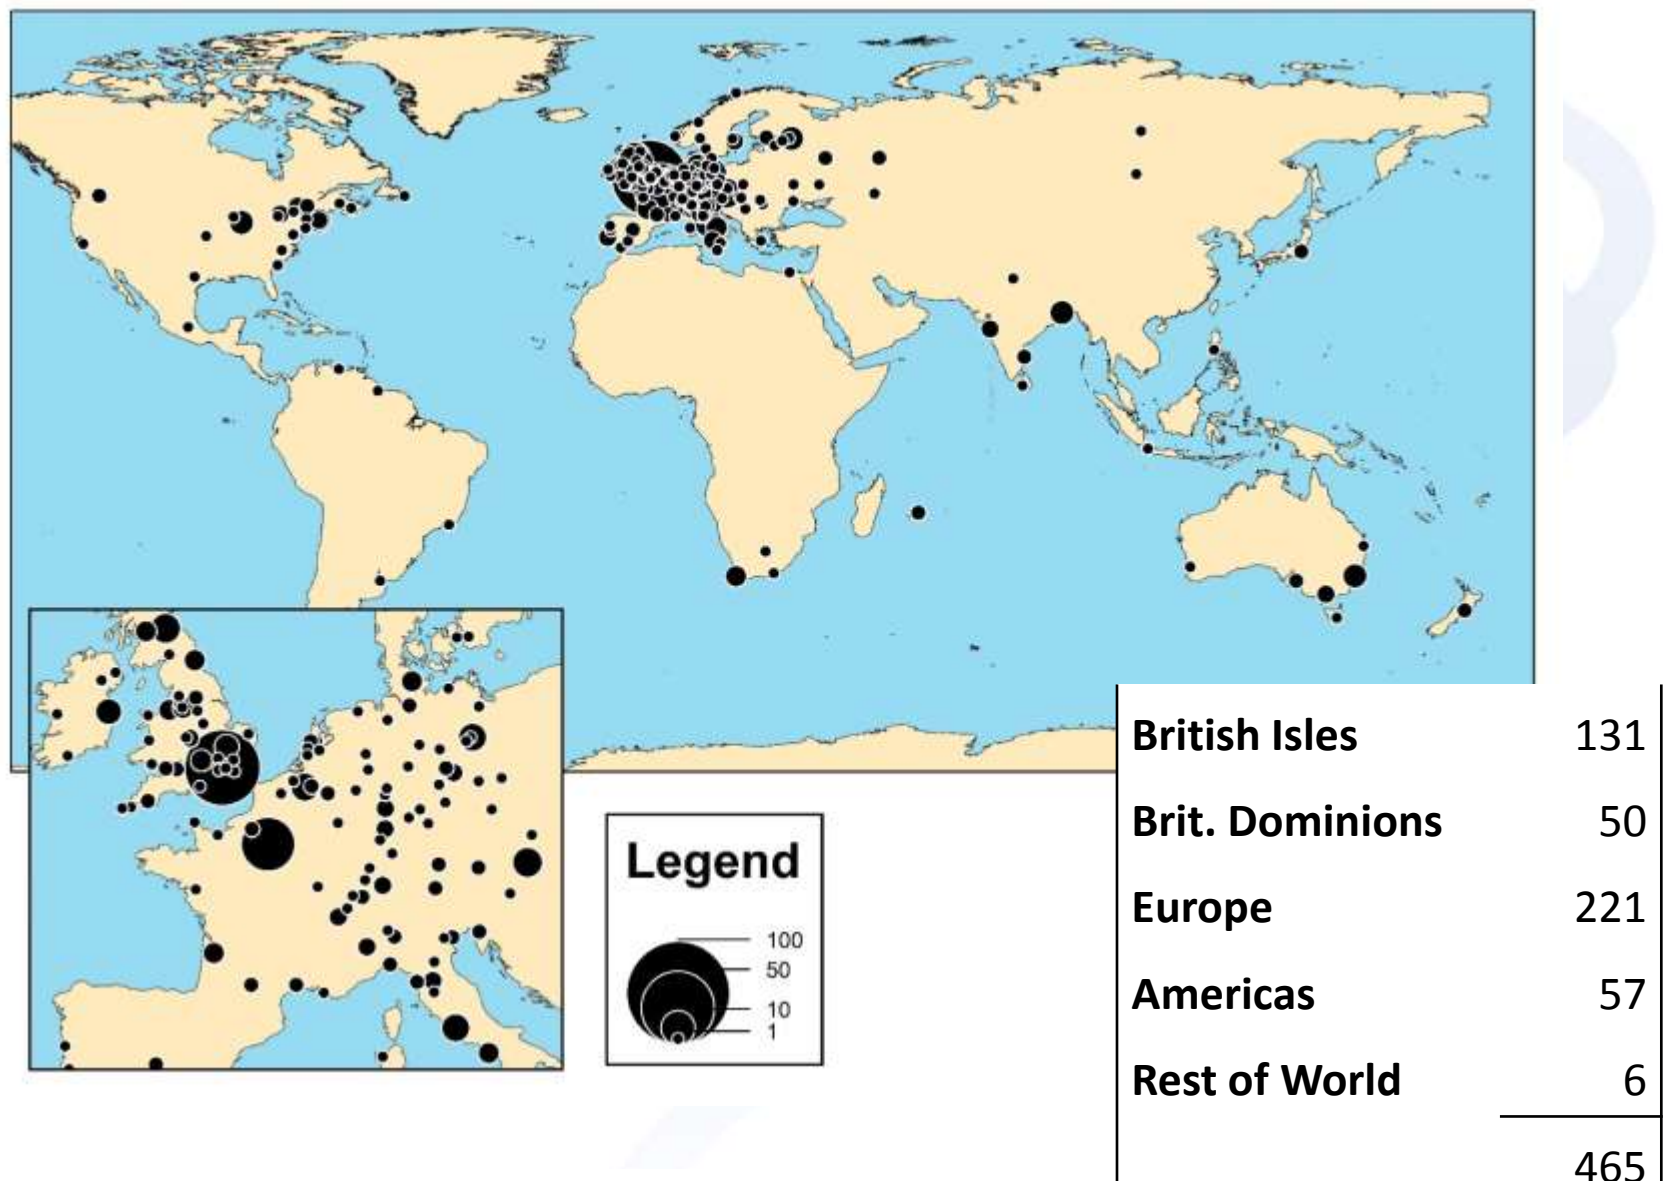 Legend
100
50
10
1
British Isles 131
Brit. Dominions 50
Europe 221
Americas 57
Rest of World 6
465